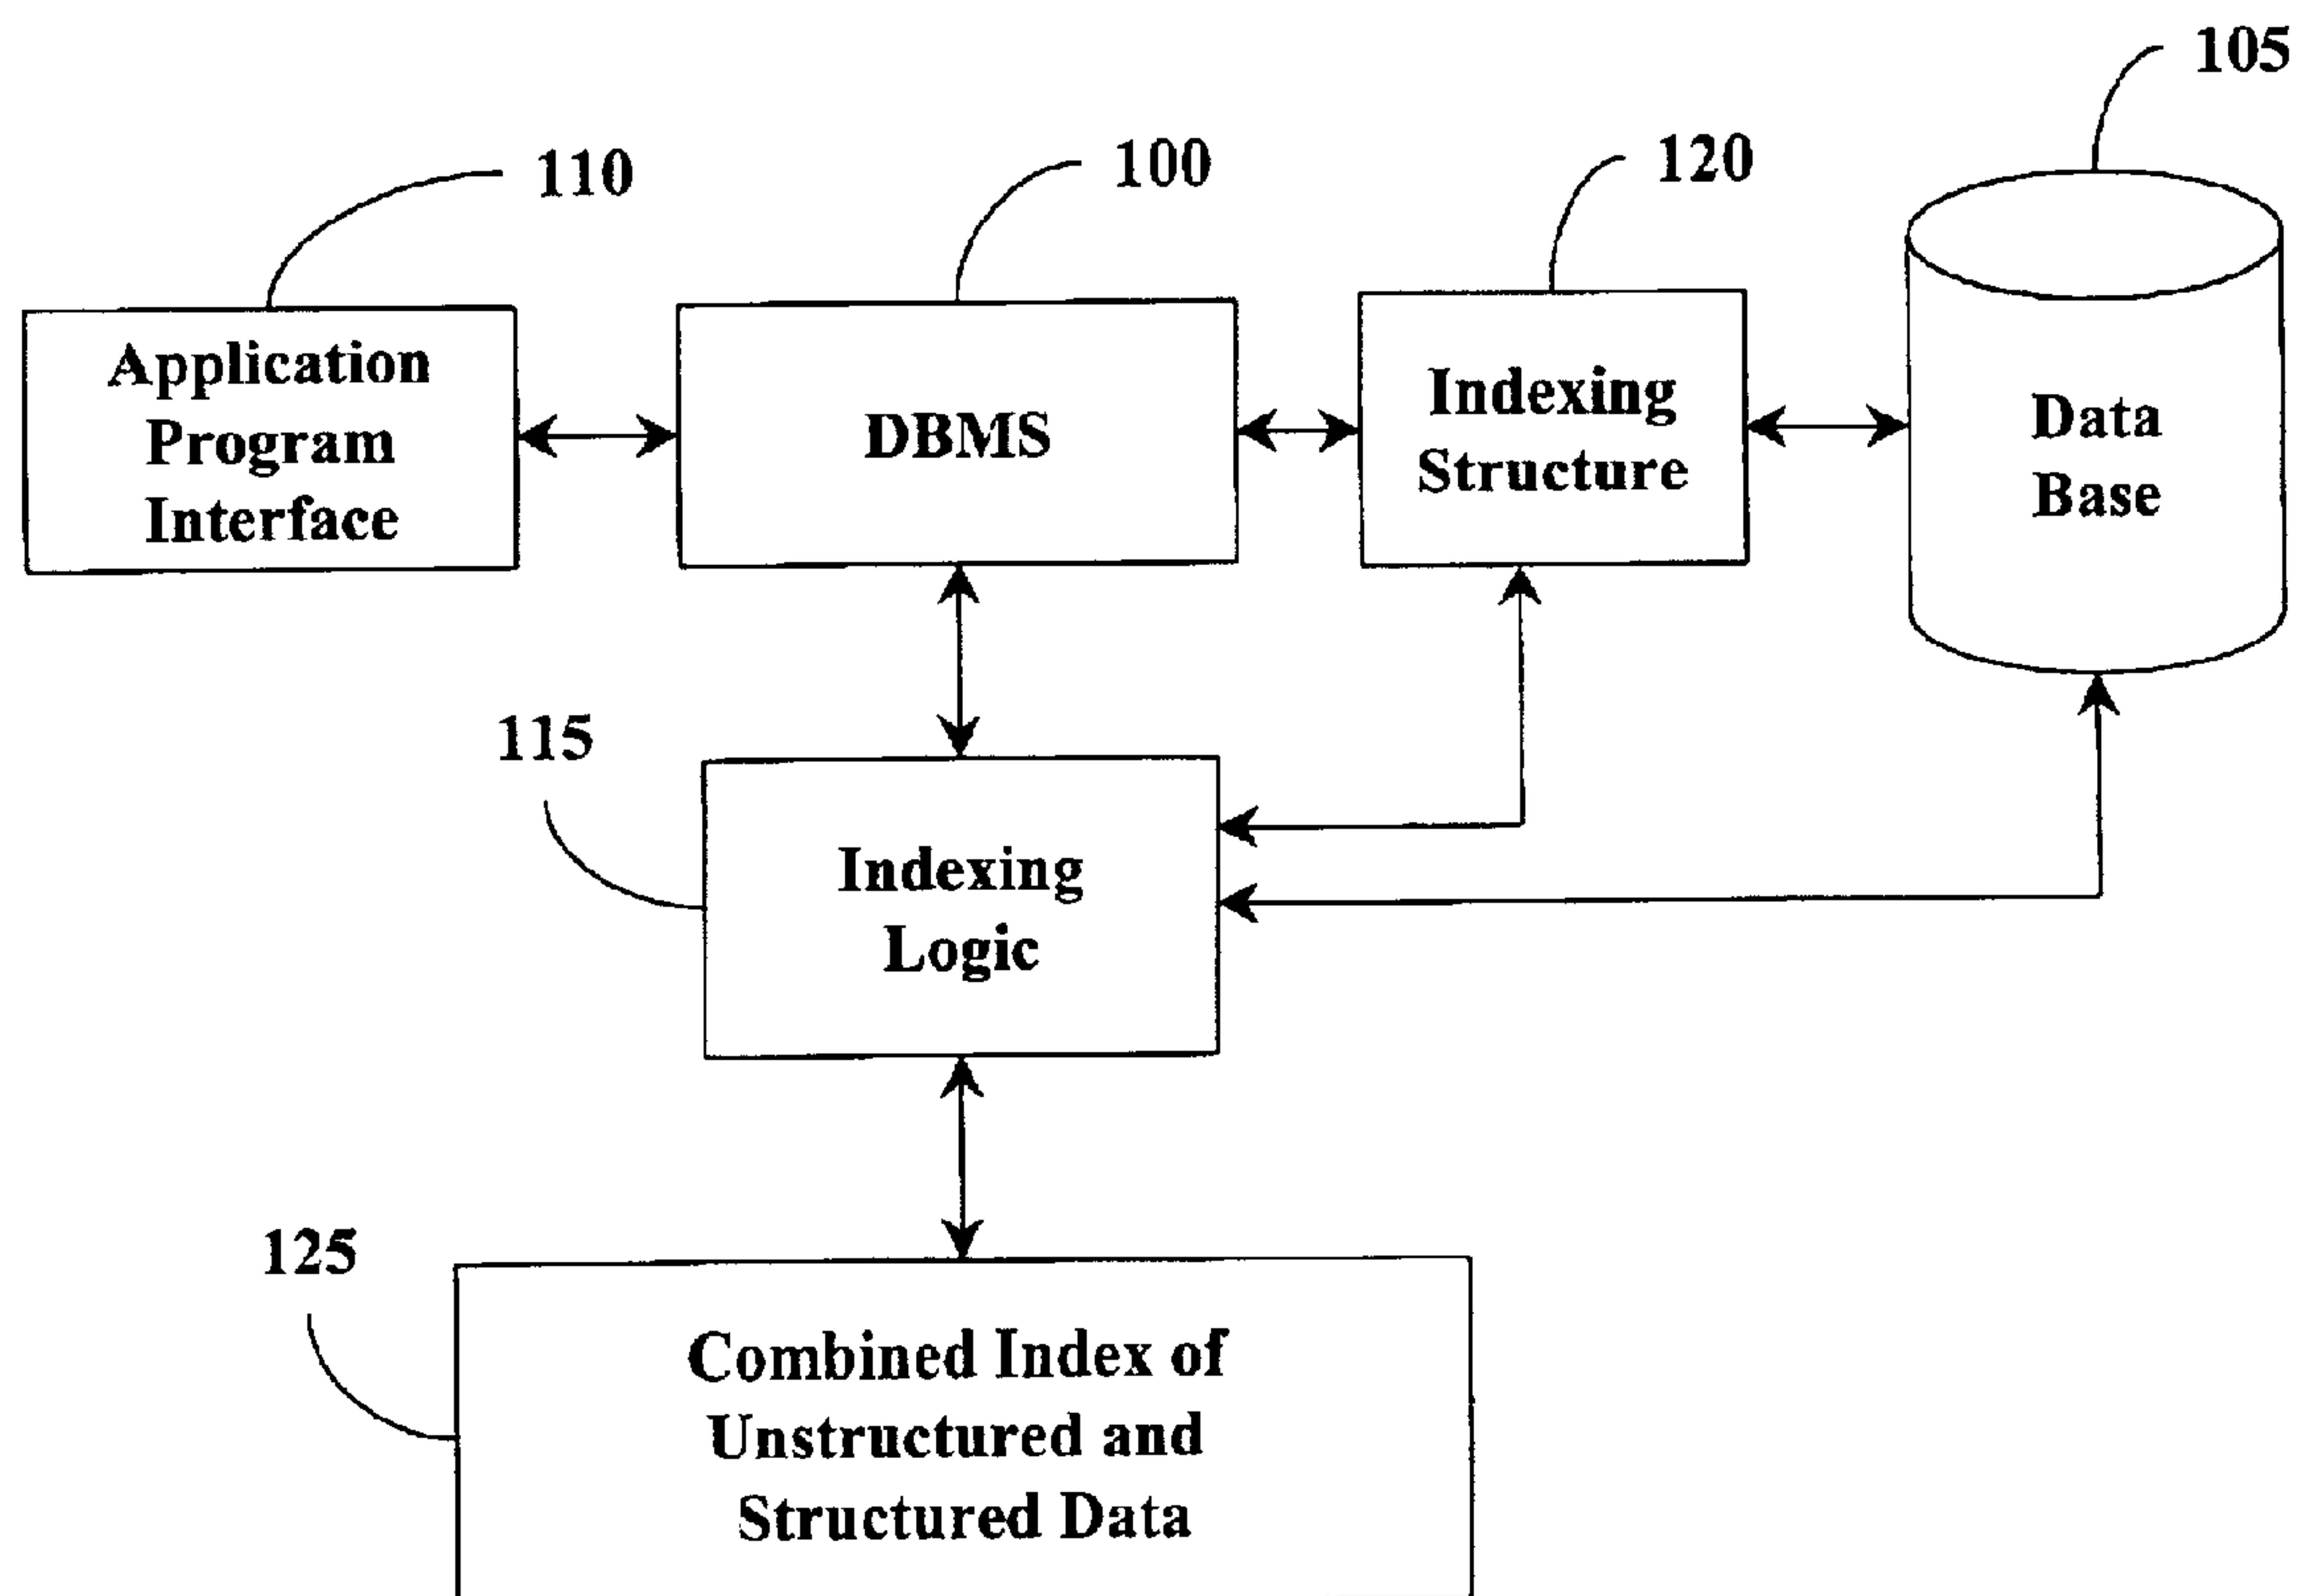 105
110
100
120
Application
Program
Interface
DBMS
Indexing
Structure
Data
Base
115
Indexing
Logic
125
Combined Index of
Unstructured and
Structured Data